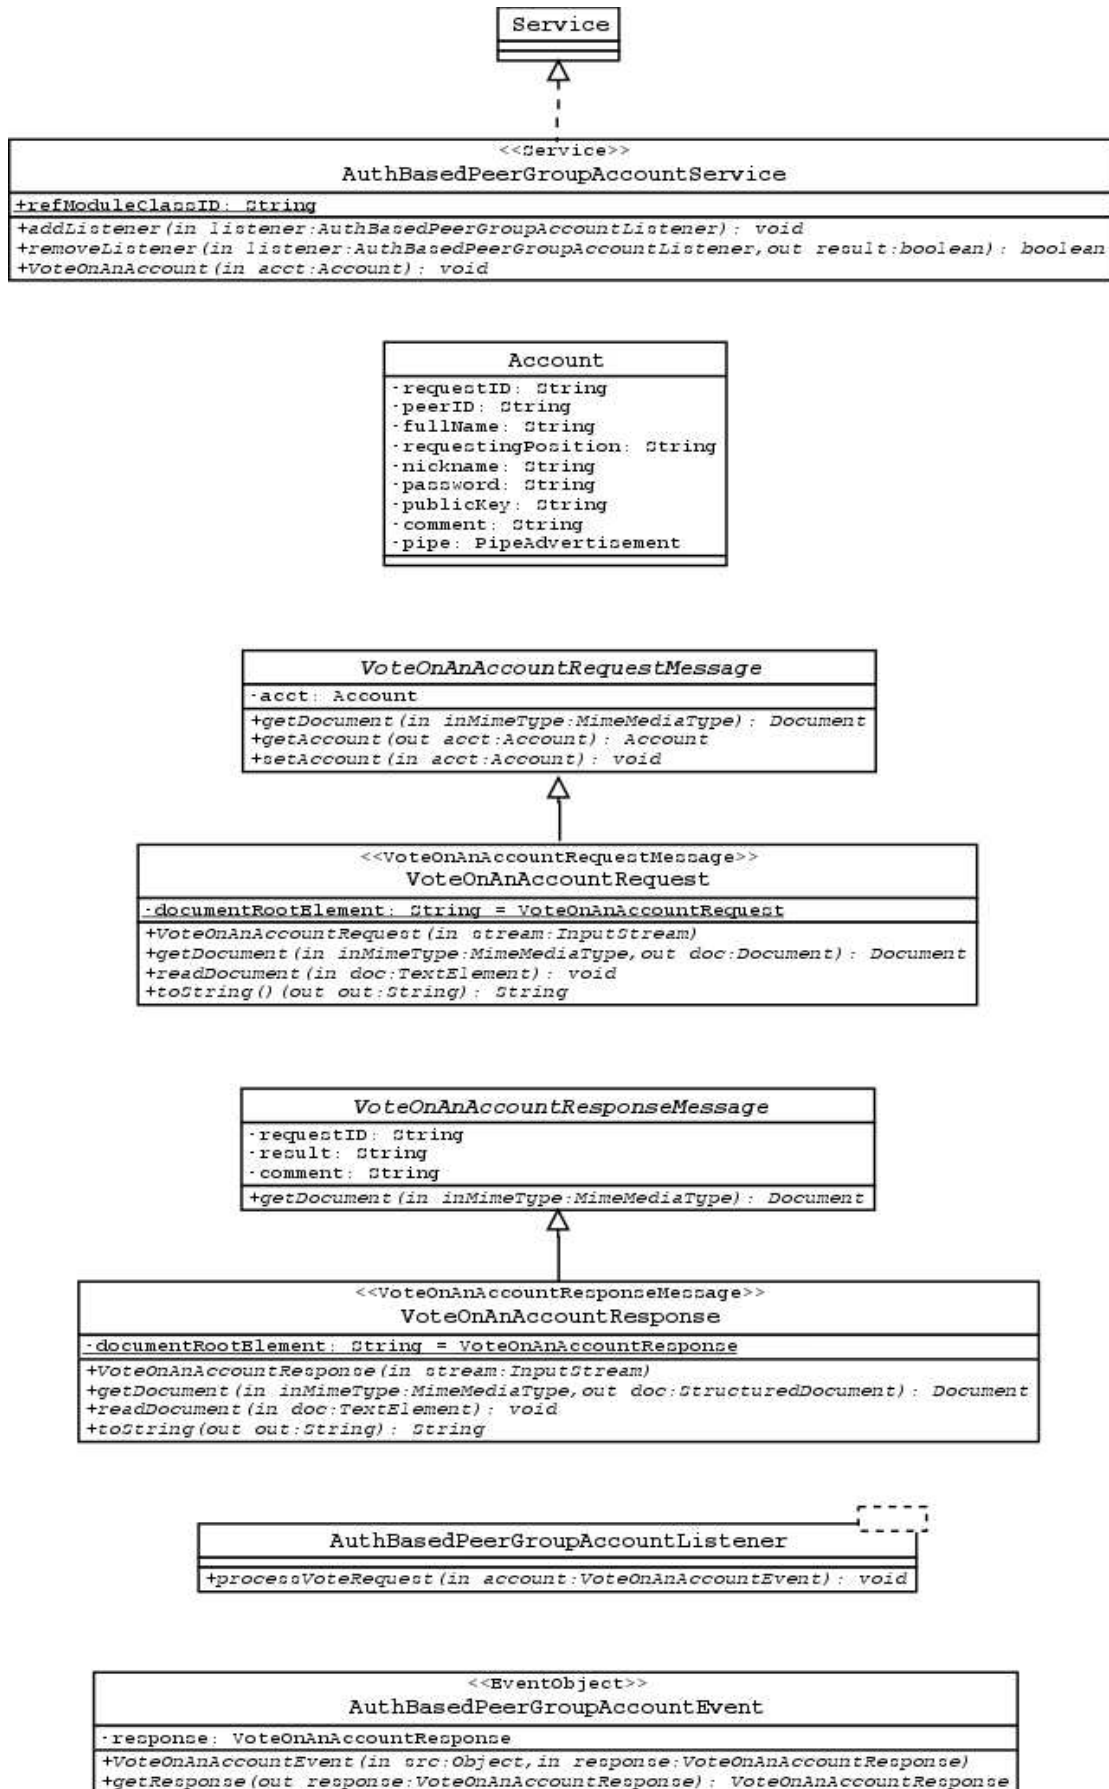 Service
<<Service>>
AuthBasedPeerGroupAccountService
+refModuleClassID: String
+addListener(in listener:AuthBasedPeerGroupAccountListener): void
+removeListener(in listener:AuthBasedPeerGroupAccountListener,out result:boolean): boolean
+VoteOnAnAccount(in acct:Account): void
Account
-requestID: String
-peerID: String
-fullName: String
-requestingPosition: String
-nickname: String
-password: String
-publicKey: String
-comment: String
-pipe: PipeAdvertisement
VoteOnAnAccountRequestMessage
-acct: Account
+getDocument(in inMimeType:MimeMediaType): Document
+getAccount(out acct:Account): Account
+setAccount(in acct:Account): void
<<VoteOnAnAccountRequestMessage>>
VoteOnAnAccountRequest
-documentRootElement: String = VoteOnAnAccountRequest
+VoteOnAnAccountRequest(in stream:InputStream)
+getDocument(in inMimeType:MimeMediaType,out doc:Document): Document
+readDocument(in doc:TextElement): void
+toString()(out out:String): String
VoteOnAnAccountResponseMessage
-requestID: String
-result: String
-comment: String
+getDocument(in inMimeType:MimeMediaType): Document
<<VoteOnAnAccountResponseMessage>>
VoteOnAnAccountResponse
-documentRootElement: String = VoteOnAnAccountResponse
+VoteOnAnAccountResponse(in stream:InputStream)
+getDocument(in inMimeType:MimeMediaType,out doc:StructuredDocument): Document
+readDocument(in doc:TextElement): void
+toString(out out:String): String
AuthBasedPeerGroupAccountListener
+processVoteRequest(in account:VoteOnAnAccountEvent): void
<<EventObject>>
AuthBasedPeerGroupAccountEvent
-response: VoteOnAnAccountResponse
+VoteOnAnAccountEvent(in src:Object,in response:VoteOnAnAccountResponse)
+getResponse(out response:VoteOnAnAccountResponse): VoteOnAnAccountResponse